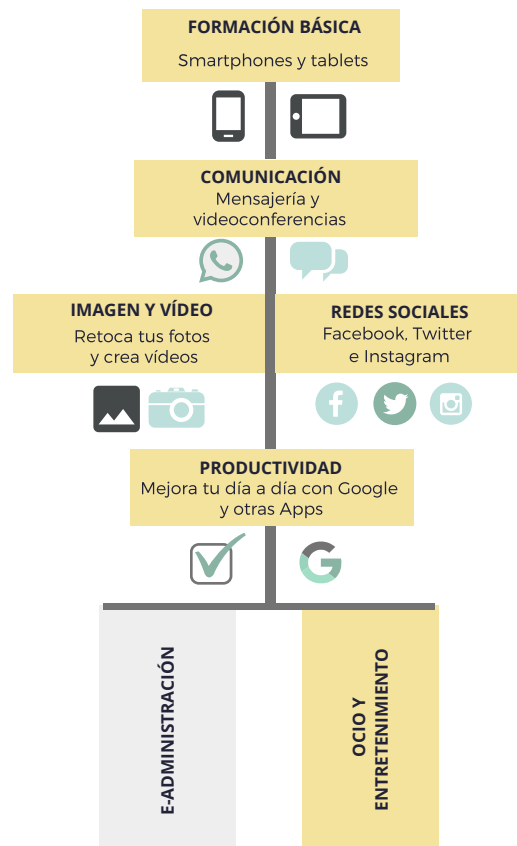 FORMACIÓN BÁSICA
Smartphones y tablets
COMUNICACIÓN
Mensajería y
videoconferencias
IMAGEN Y VÍDEO
Retoca tus fotos
y crea vídeos
REDES SOCIALES
Facebook, Twitter
e Instagram
PRODUCTIVIDAD
Mejora tu día a día con Google
y otras Apps
E-ADMINISTRACIÓN
OCIO Y
ENTRETENIMIENTO